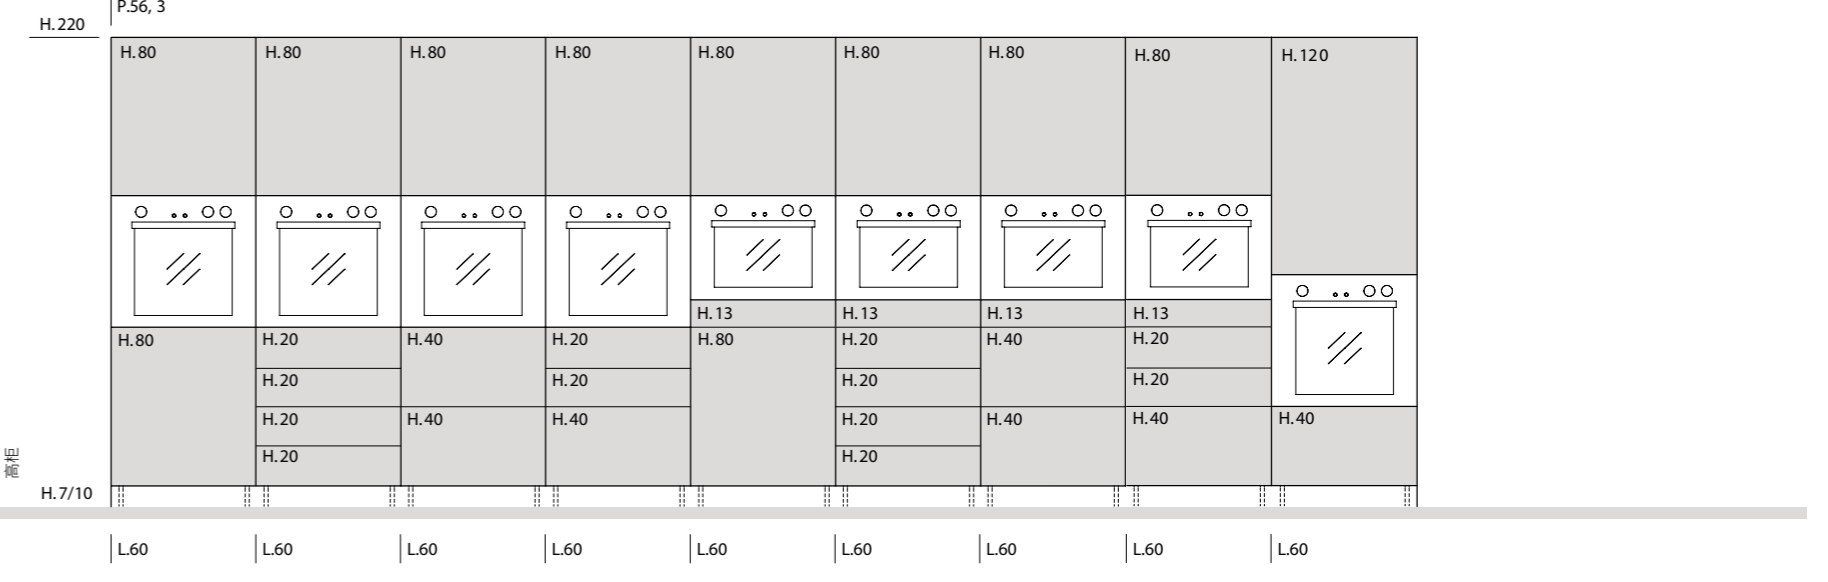 P.56, 3
H.220
H.80 H.80 H.80 H.80 H.80 H.80 H.80 H.80 H.120
H.13 H.13 H.13 H.13
H.80 H.20 H.40 H.20 H.80 H.20 H.40 H.20
H.20 H.20 H.20 H.20
H.20 H.40 H.40 H.20 H.40 H.40 H.40
H.20 H.20
高柜
H.7/10
L.60 L.60 L.60 L.60 L.60 L.60 L.60 L.60 L.60